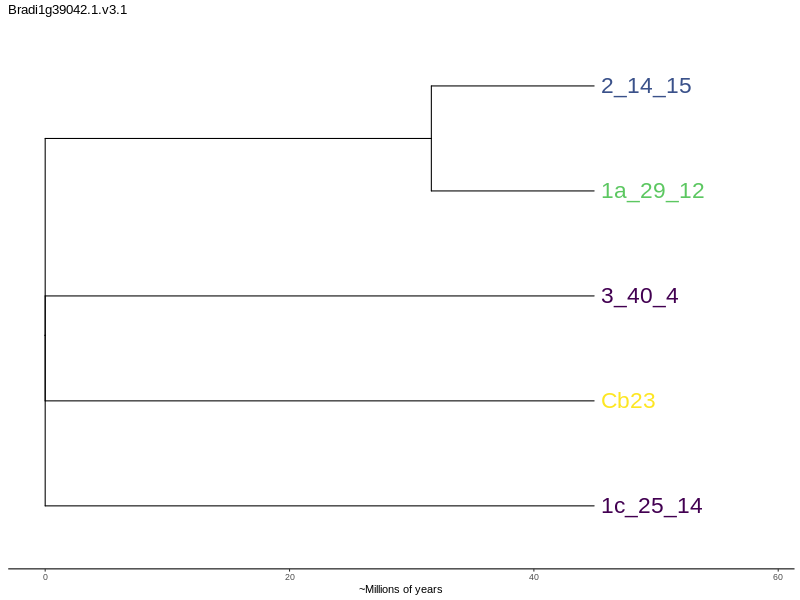 Bradi1g39042.1.v3.1
2_14_15
1a_29_12
3_40_4
Cb23
1c_25_14
0 20 40 60
~Millions of years